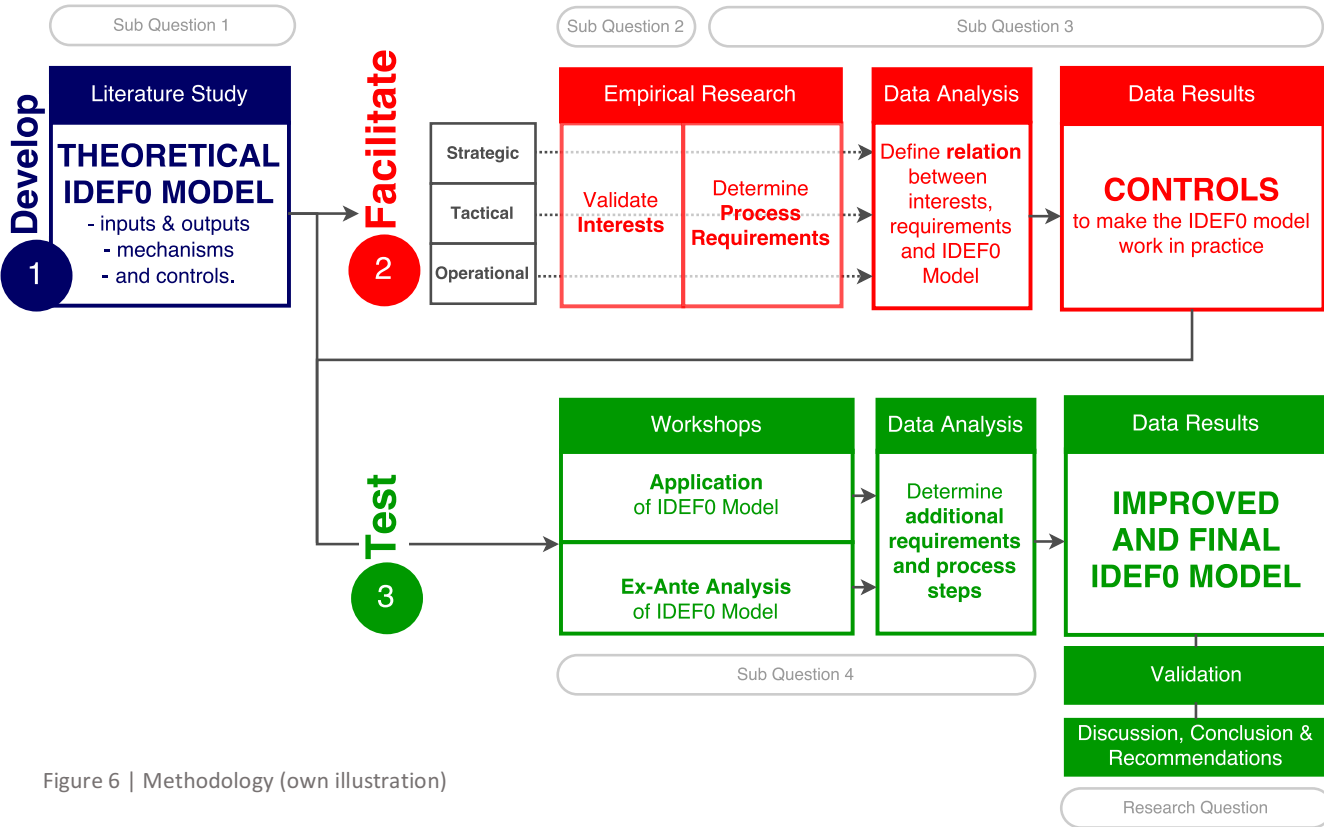 Sub Question 1
Sub Question 2
Sub Question 3
Develop
1
Literature Study
THEORETICAL
IDEF0 MODEL
- inputs & outputs
- mechanisms
- and controls.
Facilitate
2
Strategic
Tactical
Operational
Empirical Research
Validate
Interests
Determine
Process
Requirements
Data Analysis
Define relation
between
interests,
requirements
and IDEF0
Model
Data Results
CONTROLS
to make the IDEF0 model
work in practice
Test
3
Workshops
Application
of IDEF0 Model
Ex-Ante Analysis
of IDEF0 Model
Data Analysis
Determine
additional
requirements
and process
steps
Data Results
IMPROVED
AND FINAL
IDEF0 MODEL
Sub Question 4
Validation
Discussion, Conclusion &
Recommendations
Research Question
Figure 6 | Methodology (own illustration)